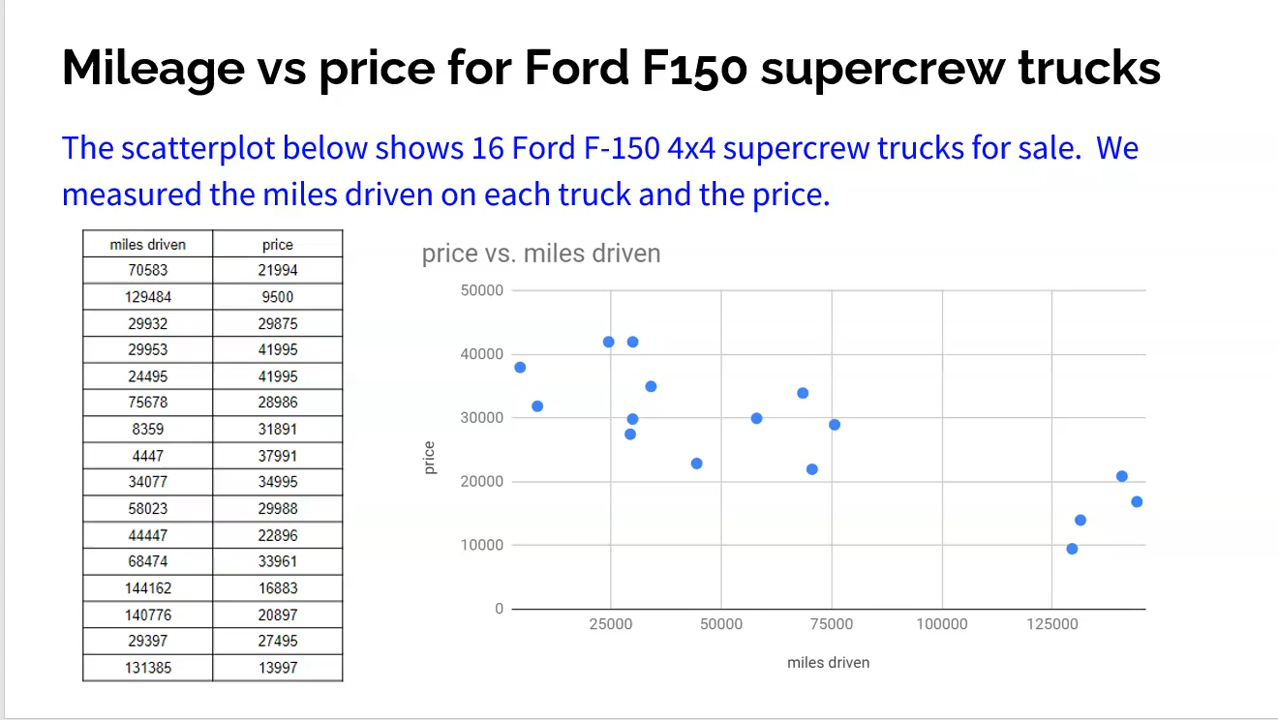 Mileage vs price for Ford F150 supercrew trucks
The scatterplot below shows 16 Ford F-150 4x4 supercrew trucks for sale. We
measured the miles driven on each truck and the price.
miles driven price
70583 21994
129484 9500
29932 29875
29953 41995
24495 41995
75678 28986
8359 31891
4447 37991
34077 34995
58023 29988
44447 22896
68474 33961
144162 16883
140776 20897
29397 27495
131385 13997
price vs. miles driven
50000
40000
30000
20000
10000
0
price
25000 50000 75000 100000 125000
miles driven